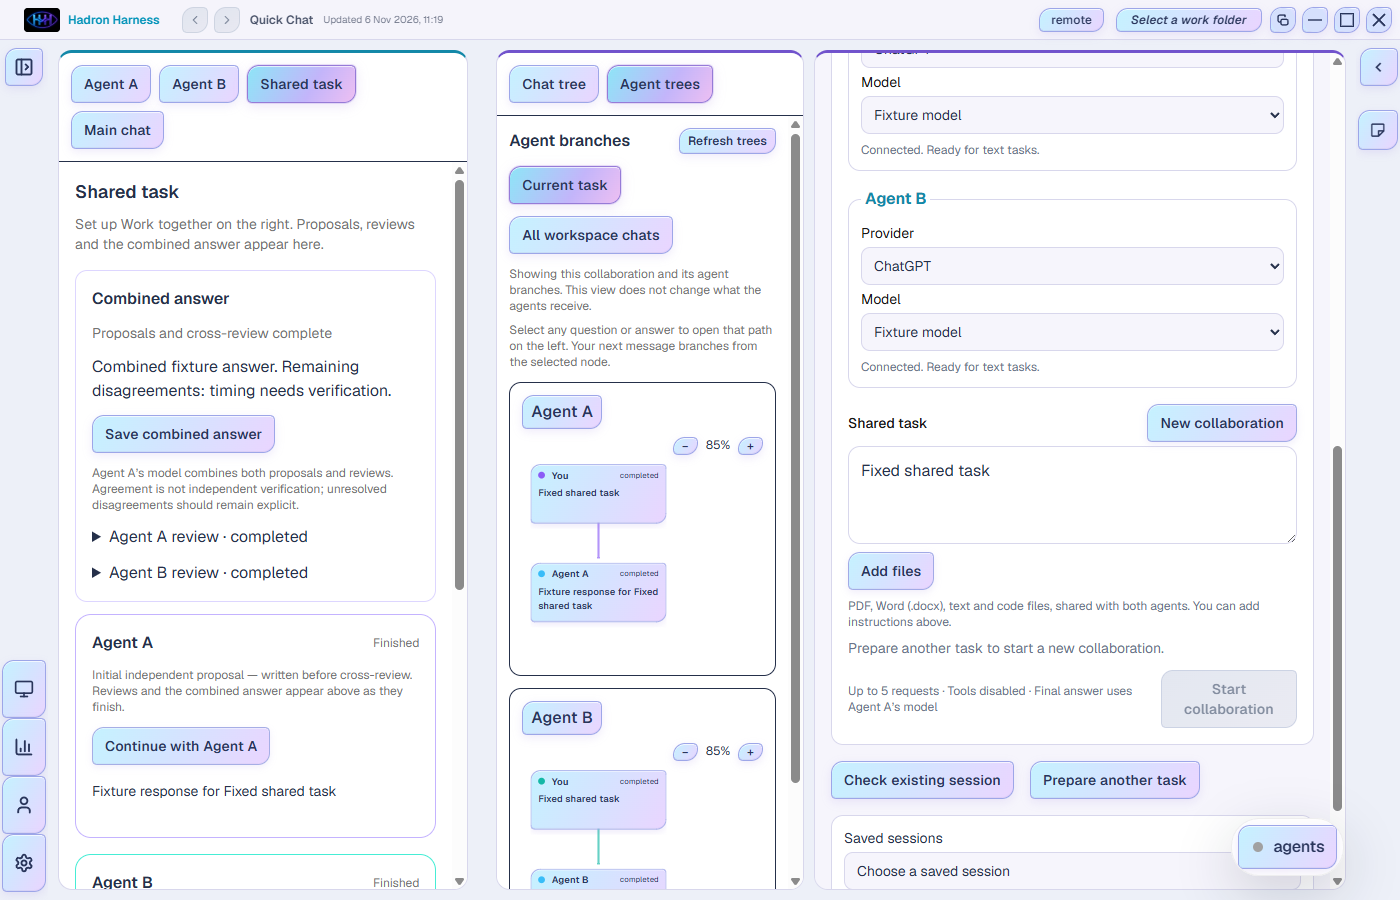 Hadron Harness
Quick Chat
Updated 6 Nov 2026, 11:19
remote
Select a work folder
Agent A
Agent B
Shared task
Main chat
Shared task
Set up Work together on the right. Proposals, reviews
and the combined answer appear here.
Combined answer
Proposals and cross-review complete
Combined fixture answer. Remaining
disagreements: timing needs verification.
Save combined answer
Agent A's model combines both proposals and reviews.
Agreement is not independent verification; unresolved
disagreements should remain explicit.
Agent A review · completed
Agent B review · completed
Agent A
Finished
Initial independent proposal — written before cross-review.
Reviews and the combined answer appear above as they
finish.
Continue with Agent A
Fixture response for Fixed shared task
Agent B
Finished
Chat tree
Agent trees
Agent branches
Refresh trees
Current task
All workspace chats
Showing this collaboration and its agent
branches. This view does not change what the
agents receive.
Select any question or answer to open that path
on the left. Your next message branches from
the selected node.
Agent A
− 85% +
You
completed
Fixed shared task
Agent A
completed
Fixture response for Fixed
shared task
Agent B
− 85% +
You
completed
Fixed shared task
Agent B
completed
Model
Fixture model
Connected. Ready for text tasks.
Agent B
Provider
ChatGPT
Model
Fixture model
Connected. Ready for text tasks.
Shared task
New collaboration
Fixed shared task
Add files
PDF, Word (.docx), text and code files, shared with both agents. You can add
instructions above.
Prepare another task to start a new collaboration.
Up to 5 requests · Tools disabled · Final answer uses
Agent A's model
Start
collaboration
Check existing session
Prepare another task
Saved sessions
Choose a saved session
agents